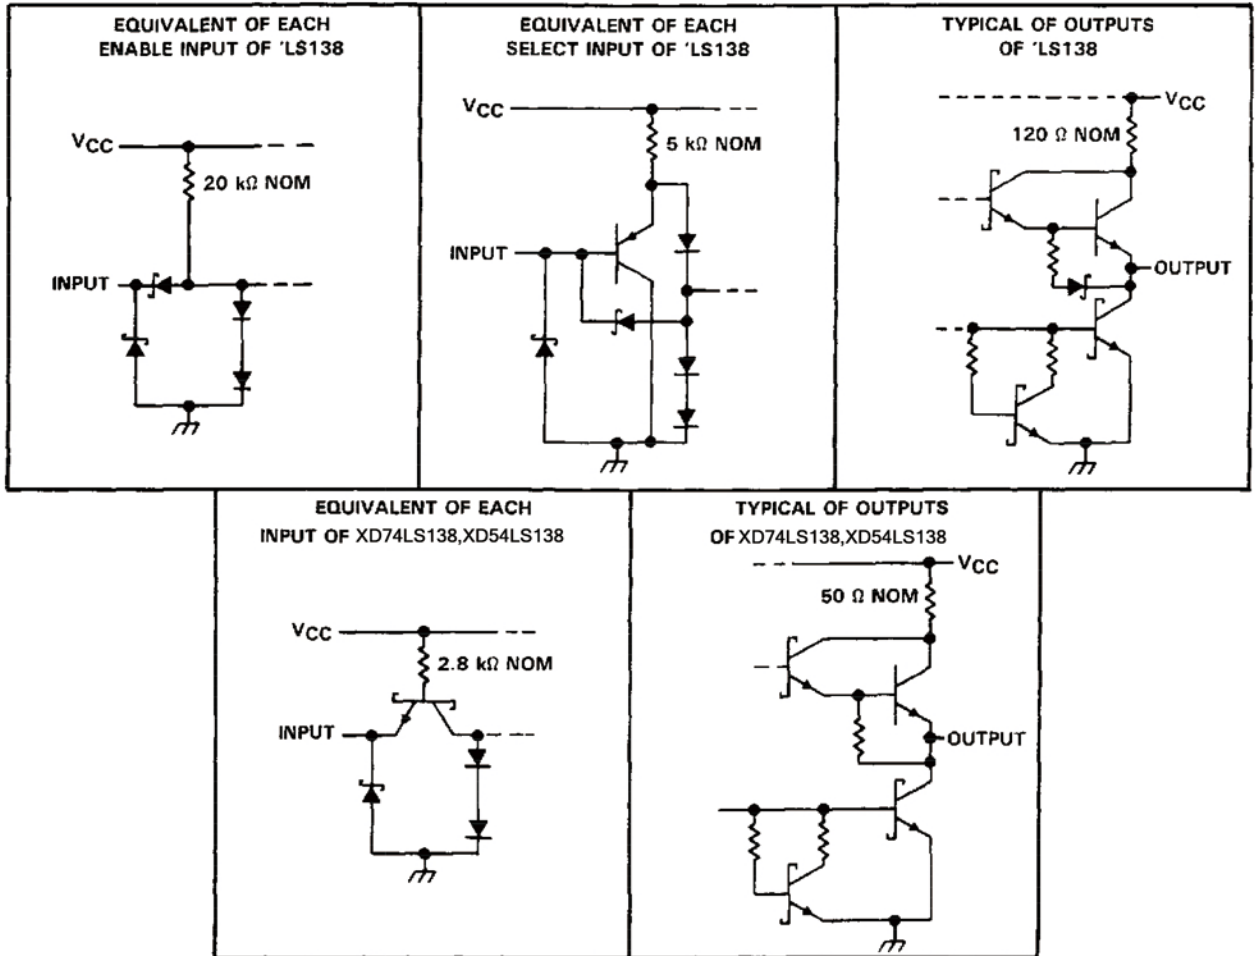 EQUIVALENT OF EACH
ENABLE INPUT OF 'LS138
VCC
20 kΩ NOM
INPUT
EQUIVALENT OF EACH
SELECT INPUT OF 'LS138
VCC
5 kΩ NOM
INPUT
TYPICAL OF OUTPUTS
OF 'LS138
VCC
120 Ω NOM
OUTPUT
EQUIVALENT OF EACH
INPUT OF XD74LS138,XD54LS138
VCC
2.8 kΩ NOM
INPUT
TYPICAL OF OUTPUTS
OF XD74LS138,XD54LS138
VCC
50 Ω NOM
OUTPUT